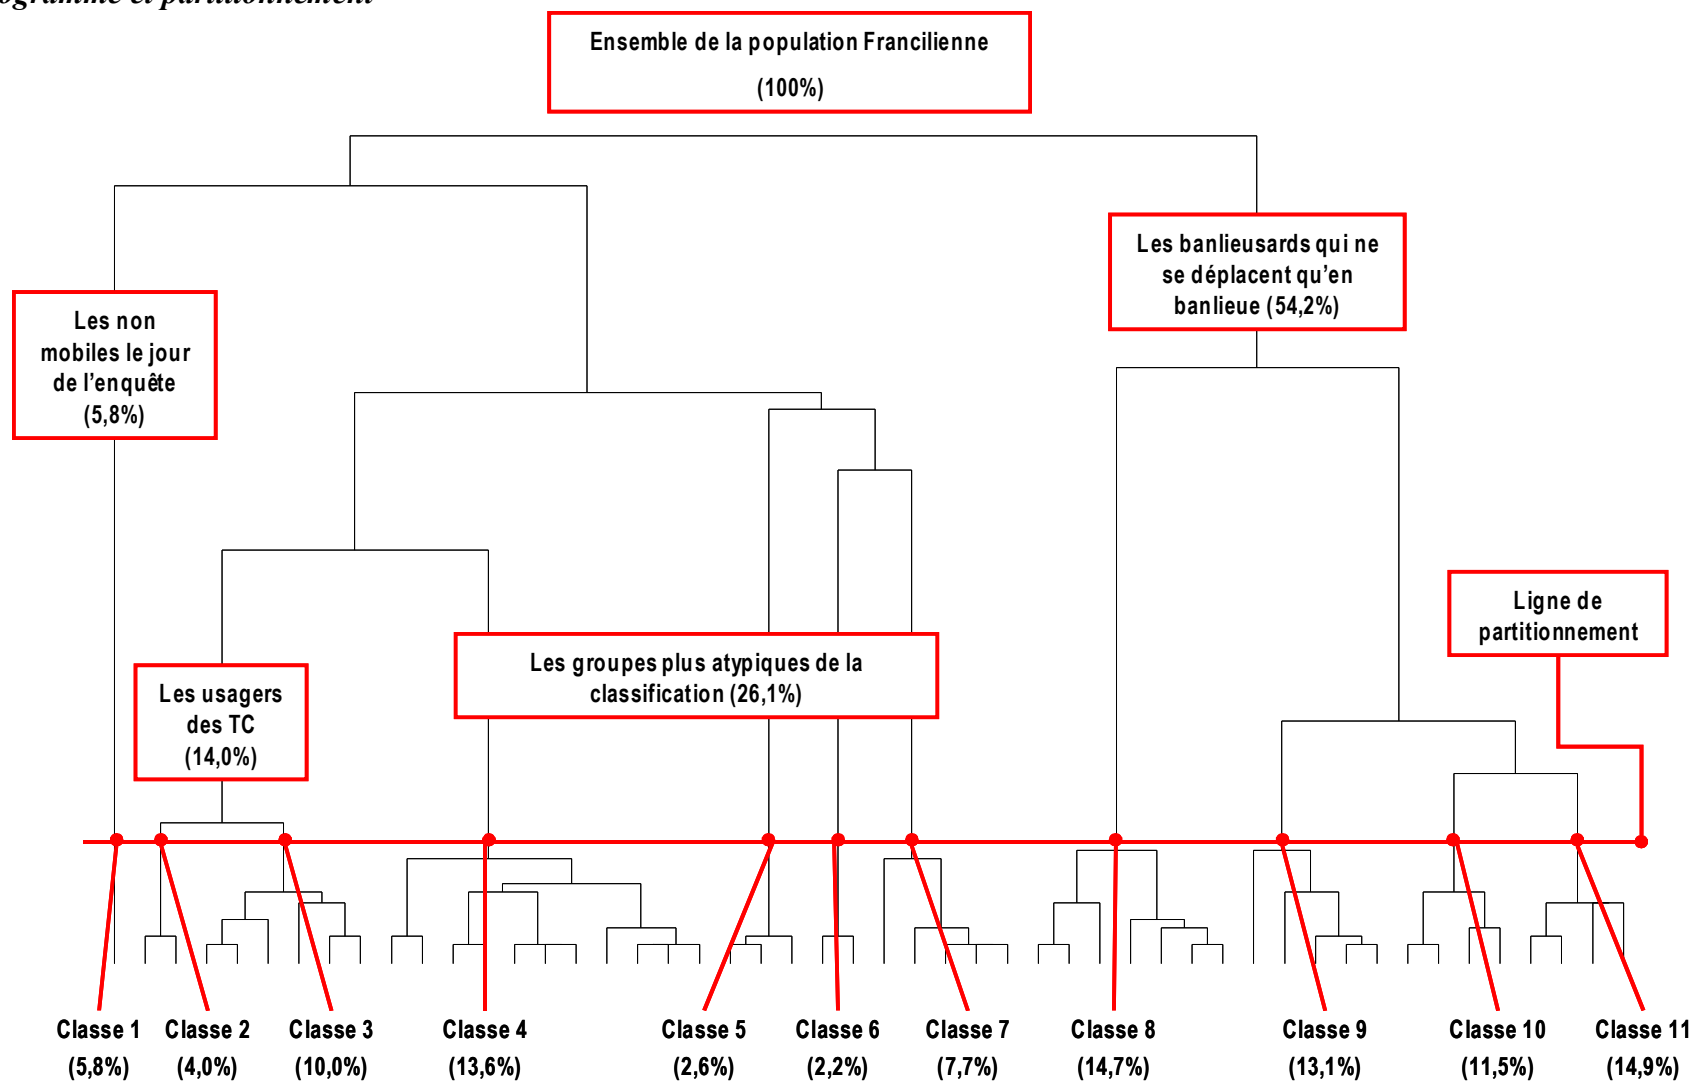 ogramme et partitionnement
Ensemble de la population Francilienne
(100%)
Les banlieusards qui ne
se déplacent qu'en
banlieue (54,2%)
Les non
mobiles le jour
de l'enquête
(5,8%)
Ligne de
partitionnement
Les groupes plus atypiques de la
classification (26,1%)
Les usagers
des TC
(14,0%)
Classe 1 Classe 2 Classe 3 Classe 4 Classe 5 Classe 6 Classe 7 Classe 8 Classe 9 Classe 10 Classe 11
(5,8%) (4,0%) (10,0%) (13,6%) (2,6%) (2,2%) (7,7%) (14,7%) (13,1%) (11,5%) (14,9%)